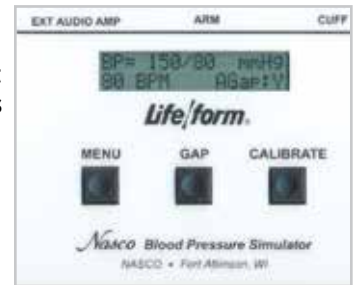 EXT AUDIO AMP ARM CUFF
BP= 150/80 mmHg
80 BPM AGap:Y
Life/form®
MENU GAP CALIBRATE
Nasco Blood Pressure Simulator
NASCO • Fort Atkinson, WI